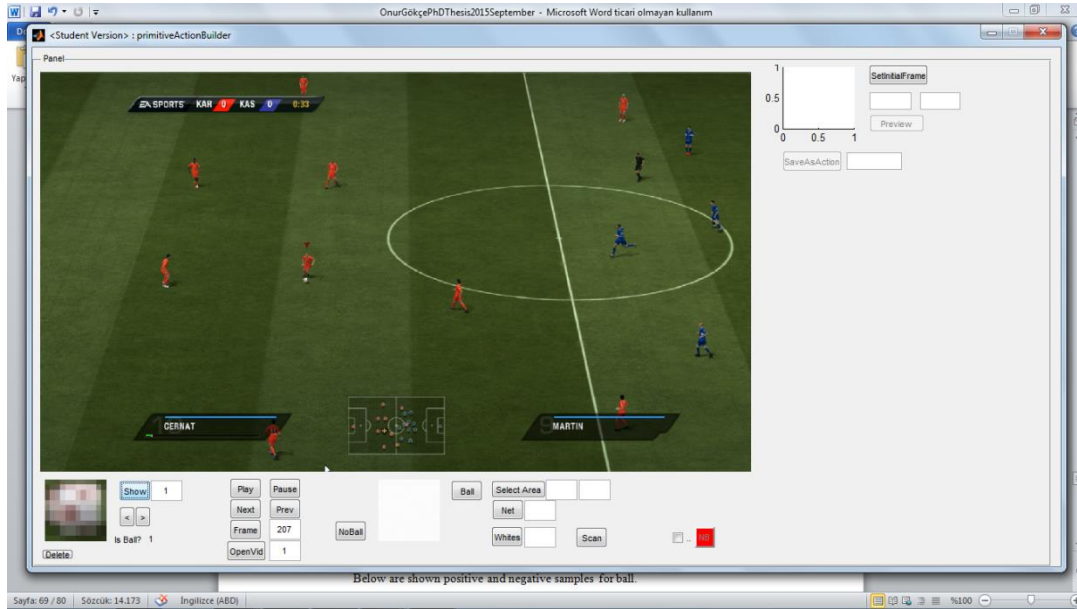 OnurGökçePhDThesis2015September - Microsoft Word ticari olmayan kullanım
<Student Version> : primitiveActionBuilder
Panel
EA SPORTS KAR 0 KAS 0 0:33
CERNAT
MARTIN
1
0.5
0
0 0.5 1
SetInitialFrame
Preview
SaveAsAction
Show 1
< >
Is Ball? 1
Delete
Play Pause
Next Prev
Frame 207
OpenVid 1
NoBall
Ball
Select Area
Net
Whites
Scan
.. NB
Below are shown positive and negative samples for ball.
Sayfa: 69 / 80 Sözcük: 14.173 İngilizce (ABD) %100